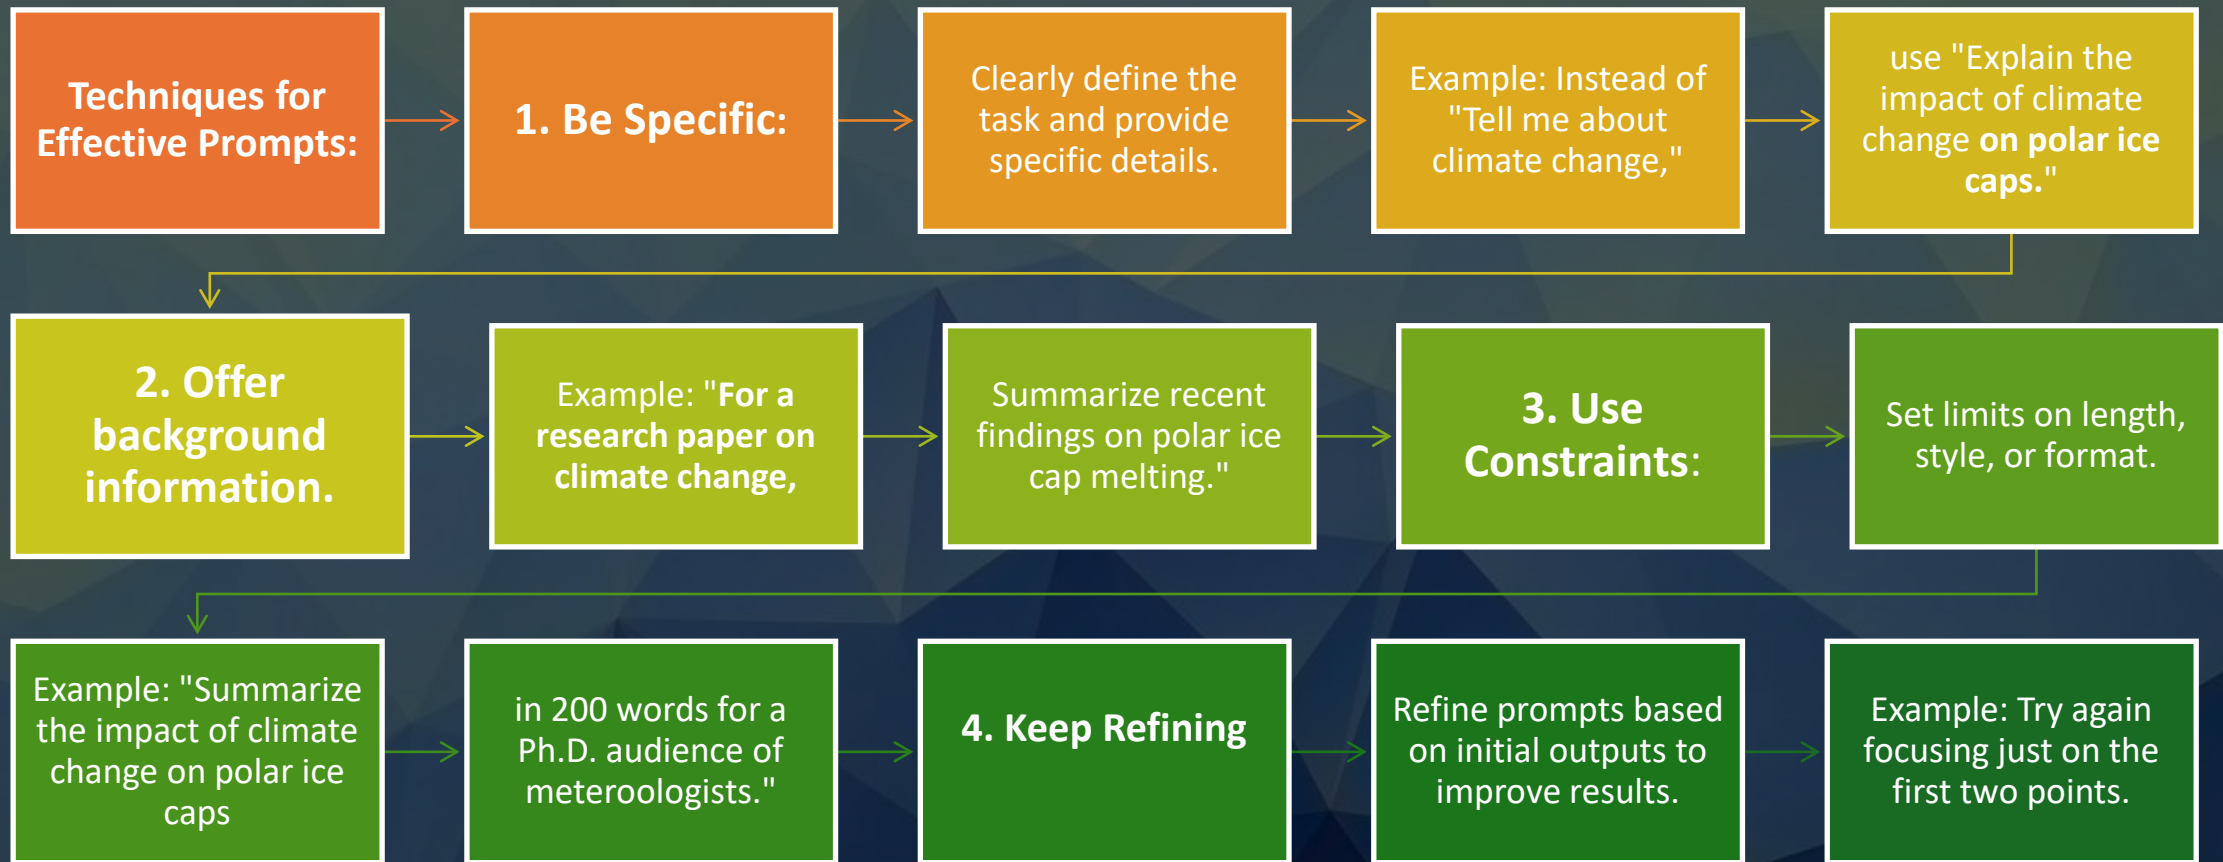 Techniques for
Effective Prompts:
1. Be Specific:
Clearly define the
task and provide
specific details.
Example: Instead of
"Tell me about
climate change,"
use "Explain the
impact of climate
change on polar ice
caps."
2. Offer
background
information.
Example: "For a
research paper on
climate change,
Summarize recent
findings on polar ice
cap melting."
3. Use
Constraints:
Set limits on length,
style, or format.
Example: "Summarize
the impact of climate
change on polar ice
caps
in 200 words for a
Ph.D. audience of
meteroologists."
4. Keep Refining
Refine prompts based
on initial outputs to
improve results.
Example: Try again
focusing just on the
first two points.